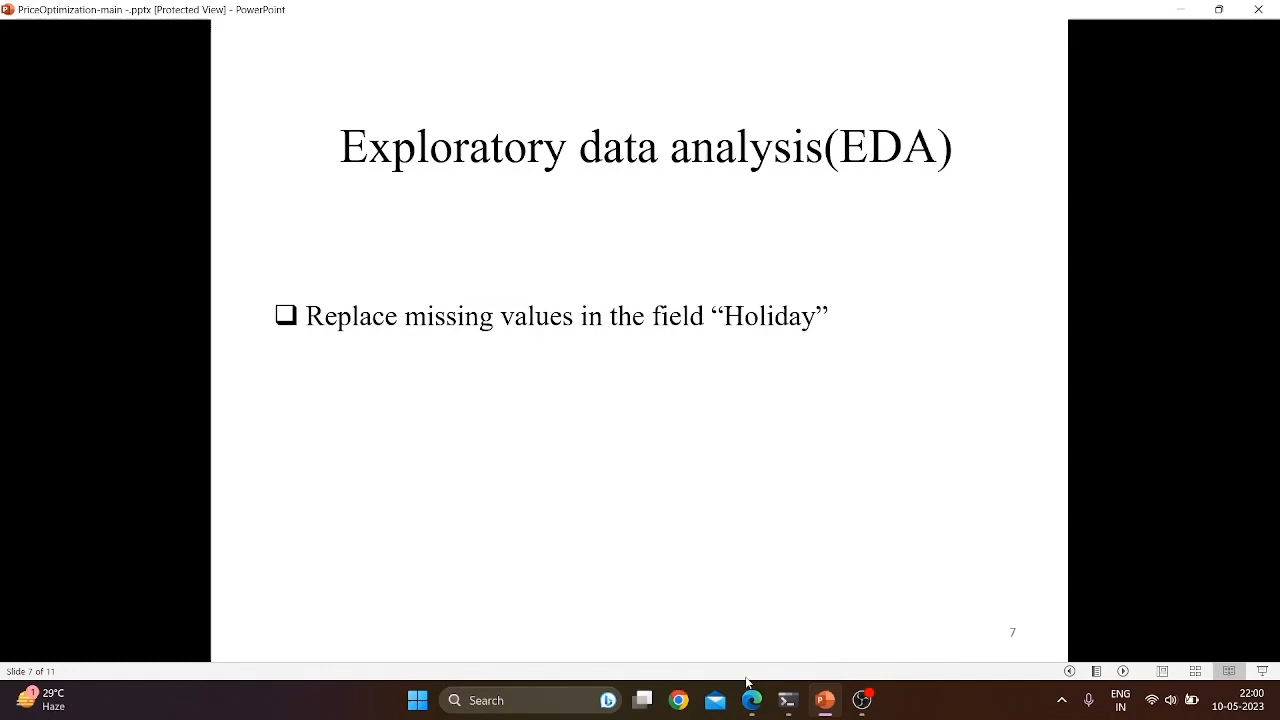 PriceOptimization-main -.pptx [Protected View] - PowerPoint
Exploratory data analysis(EDA)
Replace missing values in the field “Holiday”
7
Slide 7 of 11
1
29°C
Haze
Search
ENG
IN
22:00
10-05-2023